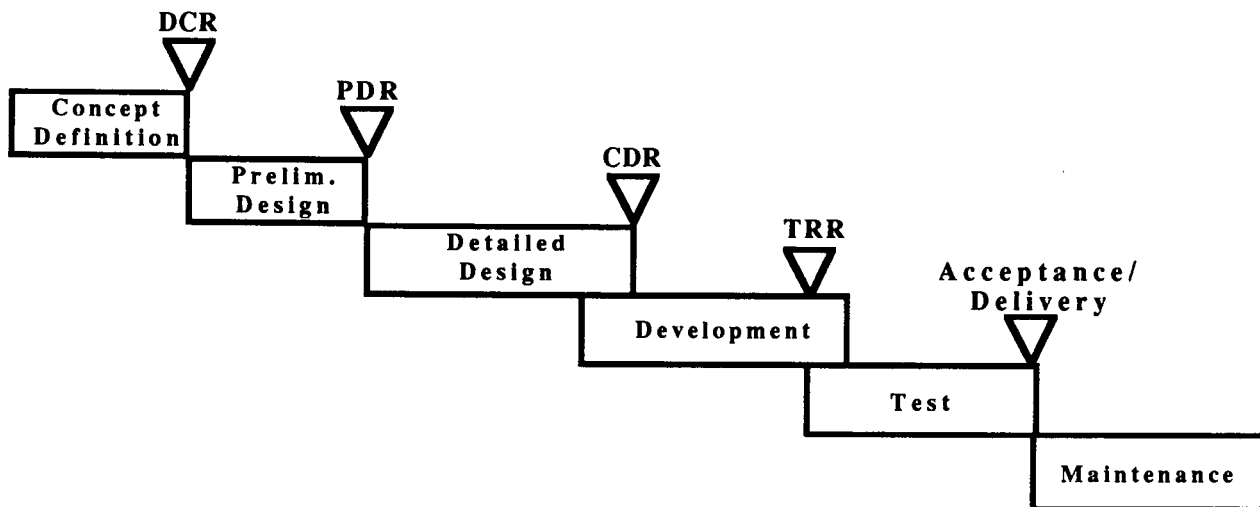 DCR
Concept
Definition
PDR
Prelim.
Design
CDR
Detailed
Design
TRR
Development
Acceptance/
Delivery
Test
Maintenance